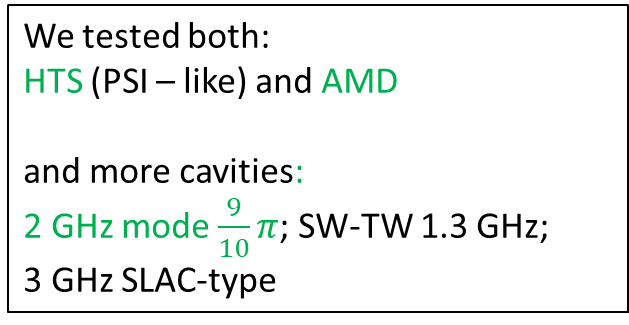 We tested both:
HTS (PSI – like) and AMD
and more cavities:
2 GHz mode 9/10 π; SW-TW 1.3 GHz;
3 GHz SLAC-type